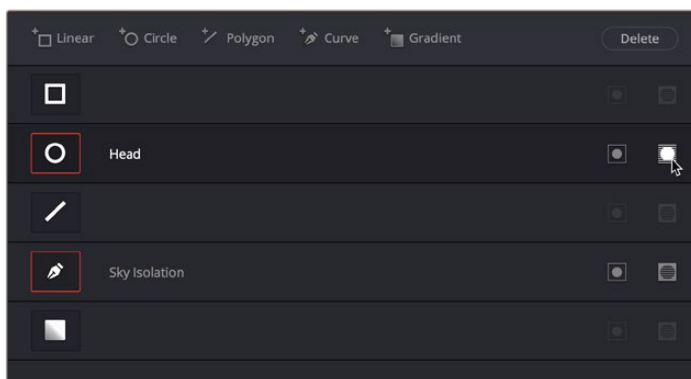 Linear Circle Polygon Curve Gradient Delete
Head
Sky Isolation